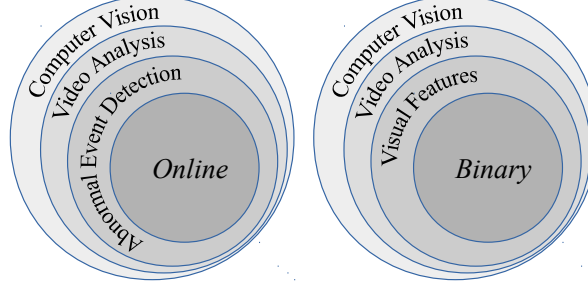 Computer Vision
Video Analysis
Abnormal Event Detection
Online
Computer Vision
Video Analysis
Visual Features
Binary